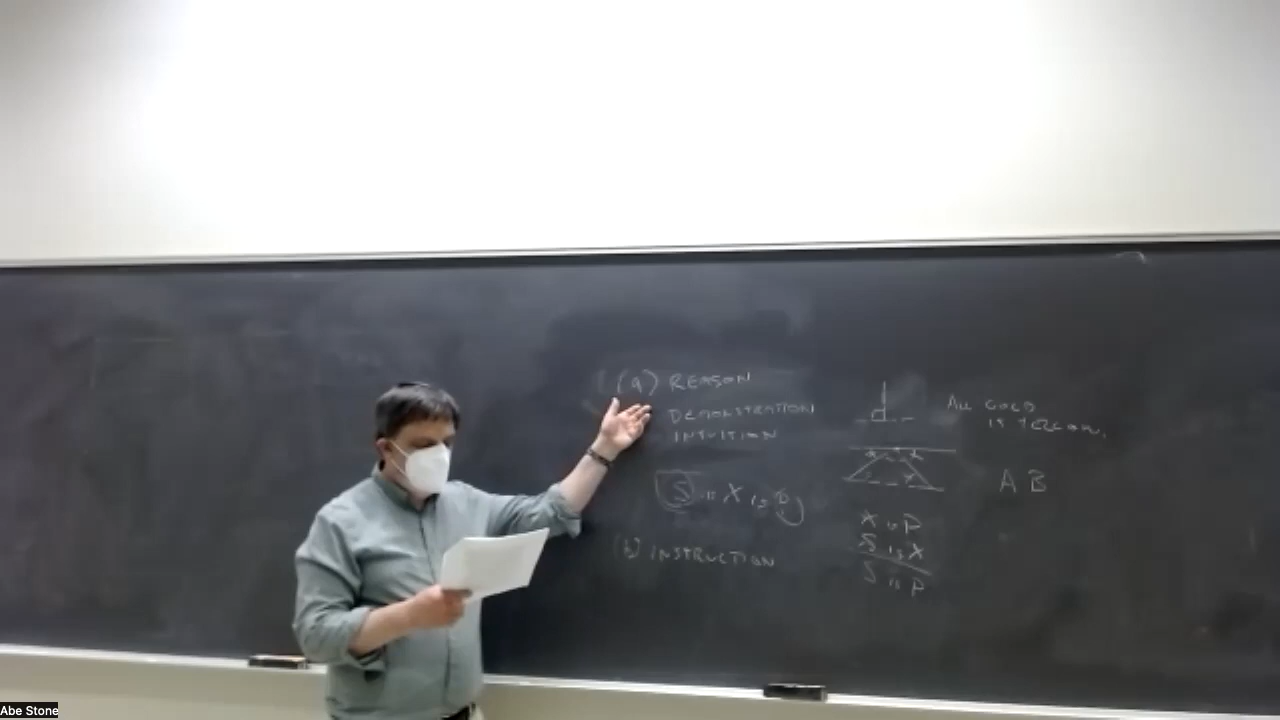 (a) REASON
DEMONSTRATION
INTUITION
S is X is P
(b) INSTRUCTION
d
ALL GOLD
IS YELLOW.
A B
X is P
S is X
S is P
Abe Stone